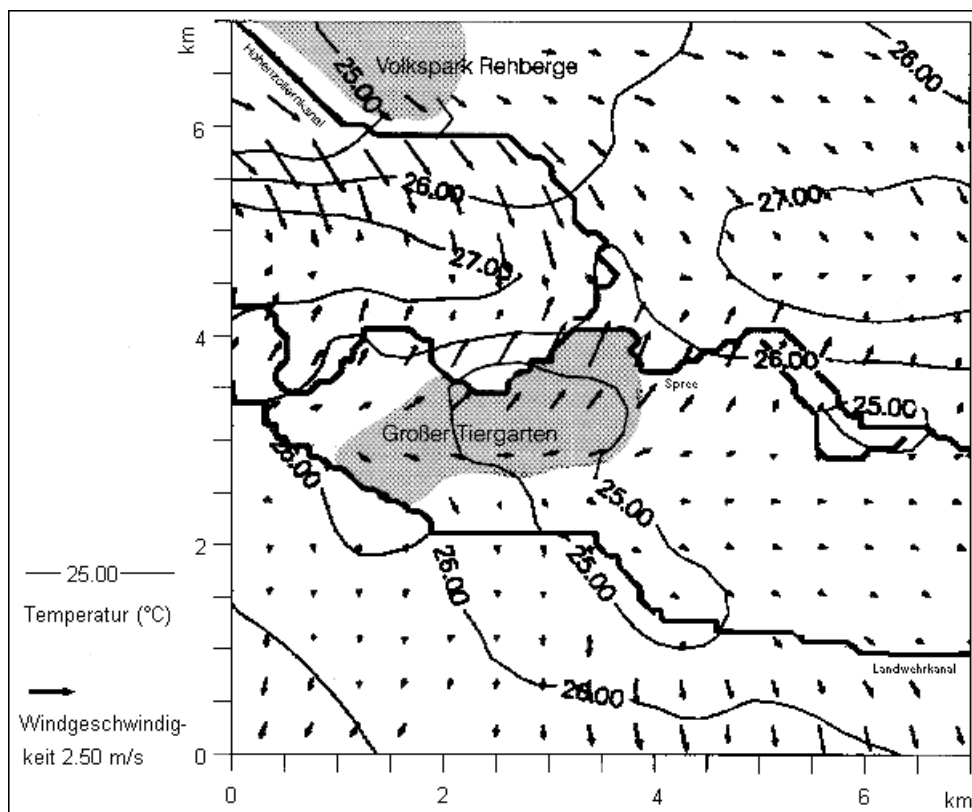 km
6
4
2
0
0
2
4
6
km
Hohenzollernkanal
25.00
Volkspark Rehberge
26.00
26.00
27.00
27.00
26.00
Spree
25.00
Großer Tiergarten
26.00
25.00
26.00
25.00
26.00
Landwehrkanal
25.00
Temperatur (°C)
Windgeschwindig-
keit 2.50 m/s